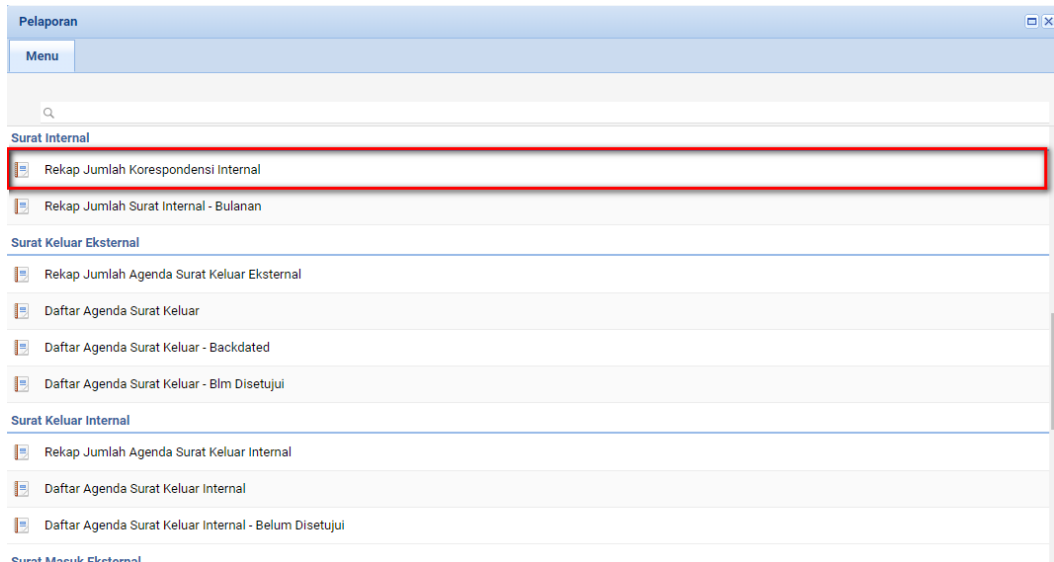 Pelaporan
Menu
Surat Internal
Rekap Jumlah Korespondensi Internal
Rekap Jumlah Surat Internal - Bulanan
Surat Keluar Eksternal
Rekap Jumlah Agenda Surat Keluar Eksternal
Daftar Agenda Surat Keluar
Daftar Agenda Surat Keluar - Backdated
Daftar Agenda Surat Keluar - Blm Disetujui
Surat Keluar Internal
Rekap Jumlah Agenda Surat Keluar Internal
Daftar Agenda Surat Keluar Internal
Daftar Agenda Surat Keluar Internal - Belum Disetujui
Surat Masuk Eksternal